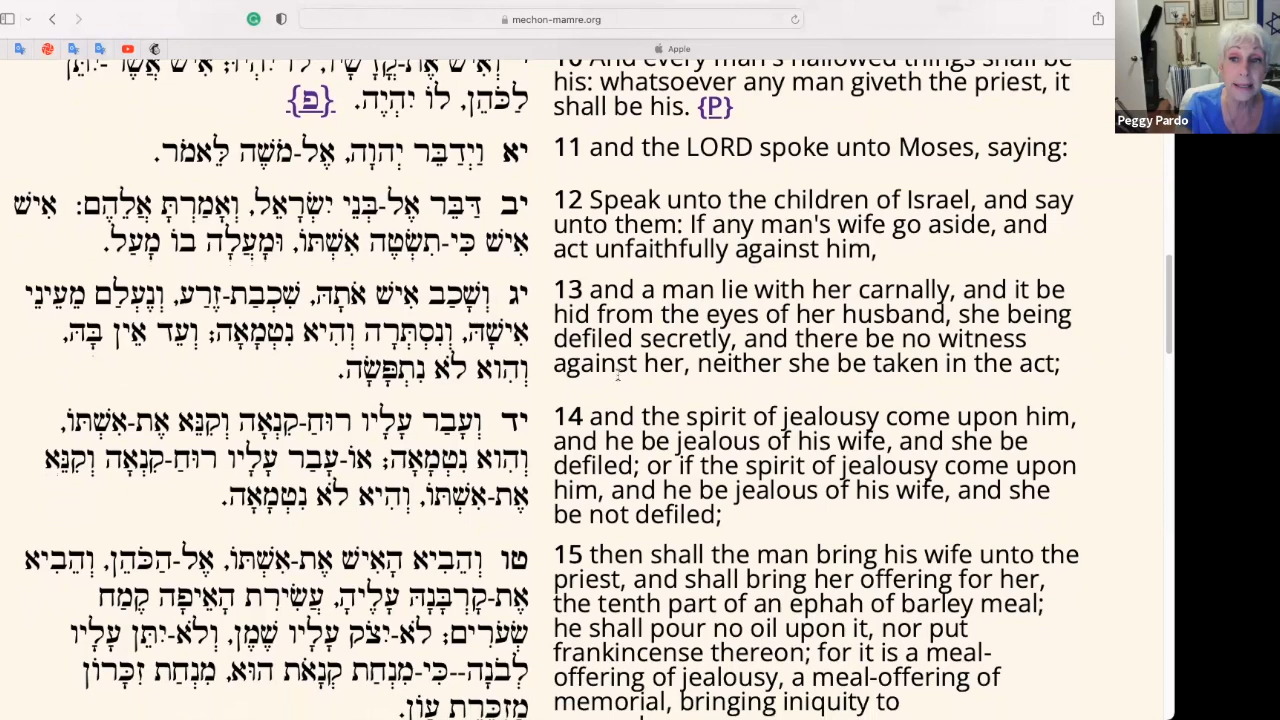 mechon-mamre.org
Apple
Peggy Pardo
לַכֹּהֵן, לוֹ יִהְיֶה. {פ}
his: whatsoever any man giveth the priest, it
shall be his. {P}
יא וַיְדַבֵּר יְהוָה, אֶל-מֹשֶׁה לֵּאמֹר.
11 and the LORD spoke unto Moses, saying:
יב דַּבֵּר אֶל-בְּנֵי יִשְׂרָאֵל, וְאָמַרְתָּ אֲלֵהֶם: אִישׁ
אִישׁ כִּי-תִשְׂטֶה אִשְׁתּוֹ, וּמָעֲלָה בוֹ מָעַל.
12 Speak unto the children of Israel, and say
unto them: If any man's wife go aside, and
act unfaithfully against him,
יג וְשָׁכַב אִישׁ אֹתָהּ, שִׁכְבַת-זֶרַע, וְנֶעְלַם מֵעֵינֵי
אִישָׁהּ, וְנִסְתְּרָה וְהִיא נִטְמָאָה; וְעֵד אֵין בָּהּ,
וְהִוא לֹא נִתְפָּשָׂה.
13 and a man lie with her carnally, and it be
hid from the eyes of her husband, she being
defiled secretly, and there be no witness
against her, neither she be taken in the act;
יד וְעָבַר עָלָיו רוּחַ-קִנְאָה וְקִנֵּא אֶת-אִשְׁתּוֹ,
וְהִוא נִטְמָאָה; אוֹ-עָבַר עָלָיו רוּחַ-קִנְאָה וְקִנֵּא
אֶת-אִשְׁתּוֹ, וְהִיא לֹא נִטְמָאָה.
14 and the spirit of jealousy come upon him,
and he be jealous of his wife, and she be
defiled; or if the spirit of jealousy come upon
him, and he be jealous of his wife, and she
be not defiled;
טו וְהֵבִיא הָאִישׁ אֶת-אִשְׁתּוֹ, אֶל-הַכֹּהֵן, וְהֵבִיא
אֶת-קָרְבָּנָהּ עָלֶיהָ, עֲשִׂירִת הָאֵיפָה קֶמַח
שְׂעֹרִים; לֹא-יִצֹק עָלָיו שֶׁמֶן, וְלֹא-יִתֵּן עָלָיו
לְבֹנָה--כִּי-מִנְחַת קְנָאֹת הוּא, מִנְחַת זִכָּרוֹן
מַזְכֶּרֶת עָו‍ֹן.
15 then shall the man bring his wife unto the
priest, and shall bring her offering for her,
the tenth part of an ephah of barley meal;
he shall pour no oil upon it, nor put
frankincense thereon; for it is a meal-
offering of jealousy, a meal-offering of
memorial, bringing iniquity to